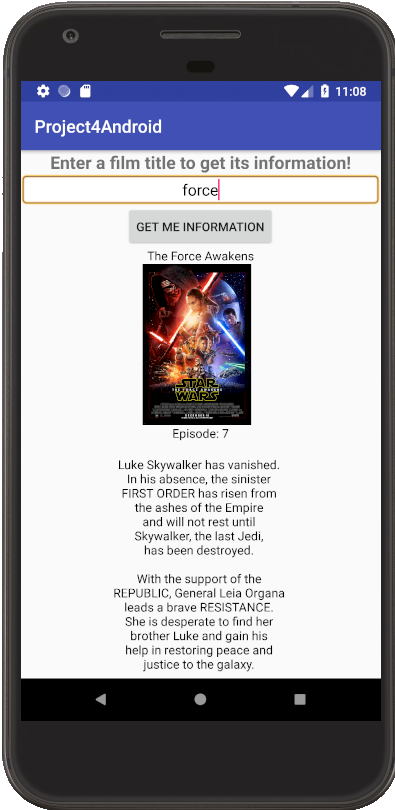 11:08
Project4Android
Enter a film title to get its information!
force
GET ME INFORMATION
The Force Awakens
STAR
THE FORCE AWAKENS
WARS
Episode: 7
Luke Skywalker has vanished.
In his absence, the sinister
FIRST ORDER has risen from
the ashes of the Empire
and will not rest until
Skywalker, the last Jedi,
has been destroyed.
With the support of the
REPUBLIC, General Leia Organa
leads a brave RESISTANCE.
She is desperate to find her
brother Luke and gain his
help in restoring peace and
justice to the galaxy.